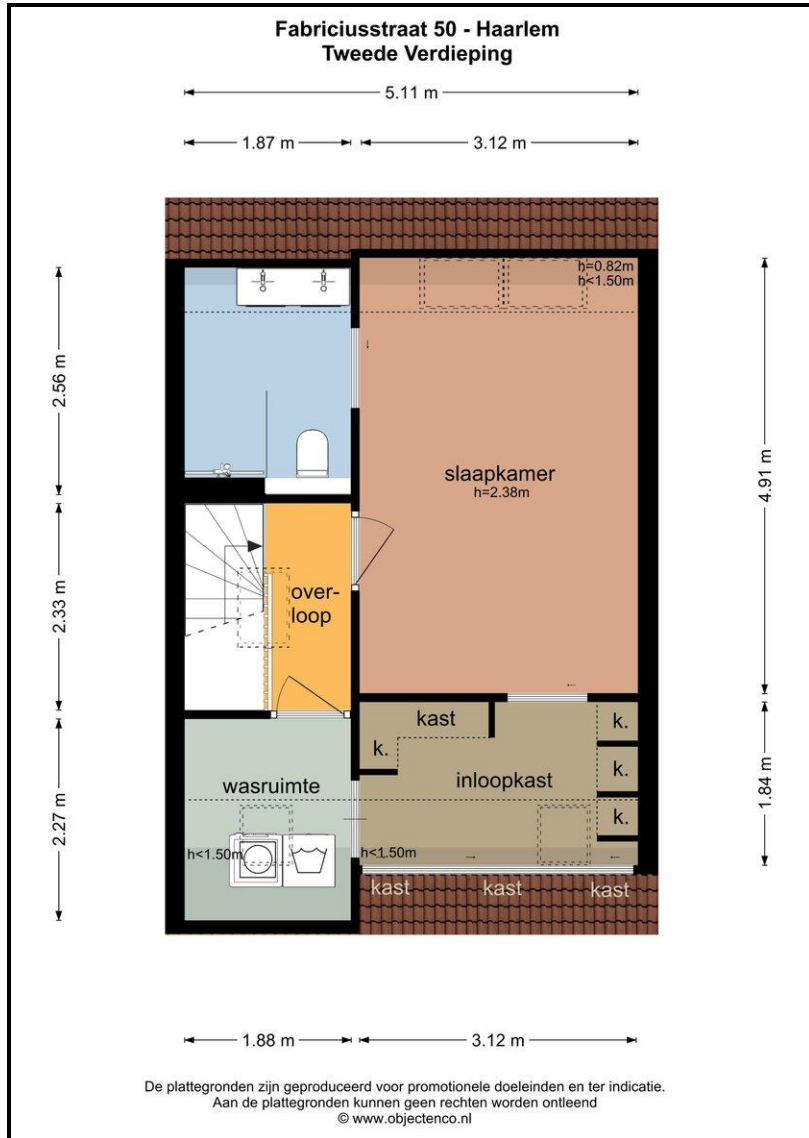 Fabriciusstraat 50 - Haarlem
Tweede Verdieping
5.11 m
1.87 m
3.12 m
h=0.82m
h<1.50m
2.56 m
slaapkamer
h=2.38m
4.91 m
2.33 m
over-
loop
kast
k.
k.
k.
wasruimte
inloopkast
2.27 m
1.84 m
k.
h<1.50m
h<1.50m
kast
kast
kast
1.88 m
3.12 m
De plattegronden zijn geproduceerd voor promotionele doeleinden en ter indicatie.
Aan de plattegronden kunnen geen rechten worden ontleend
© www.objectenco.nl